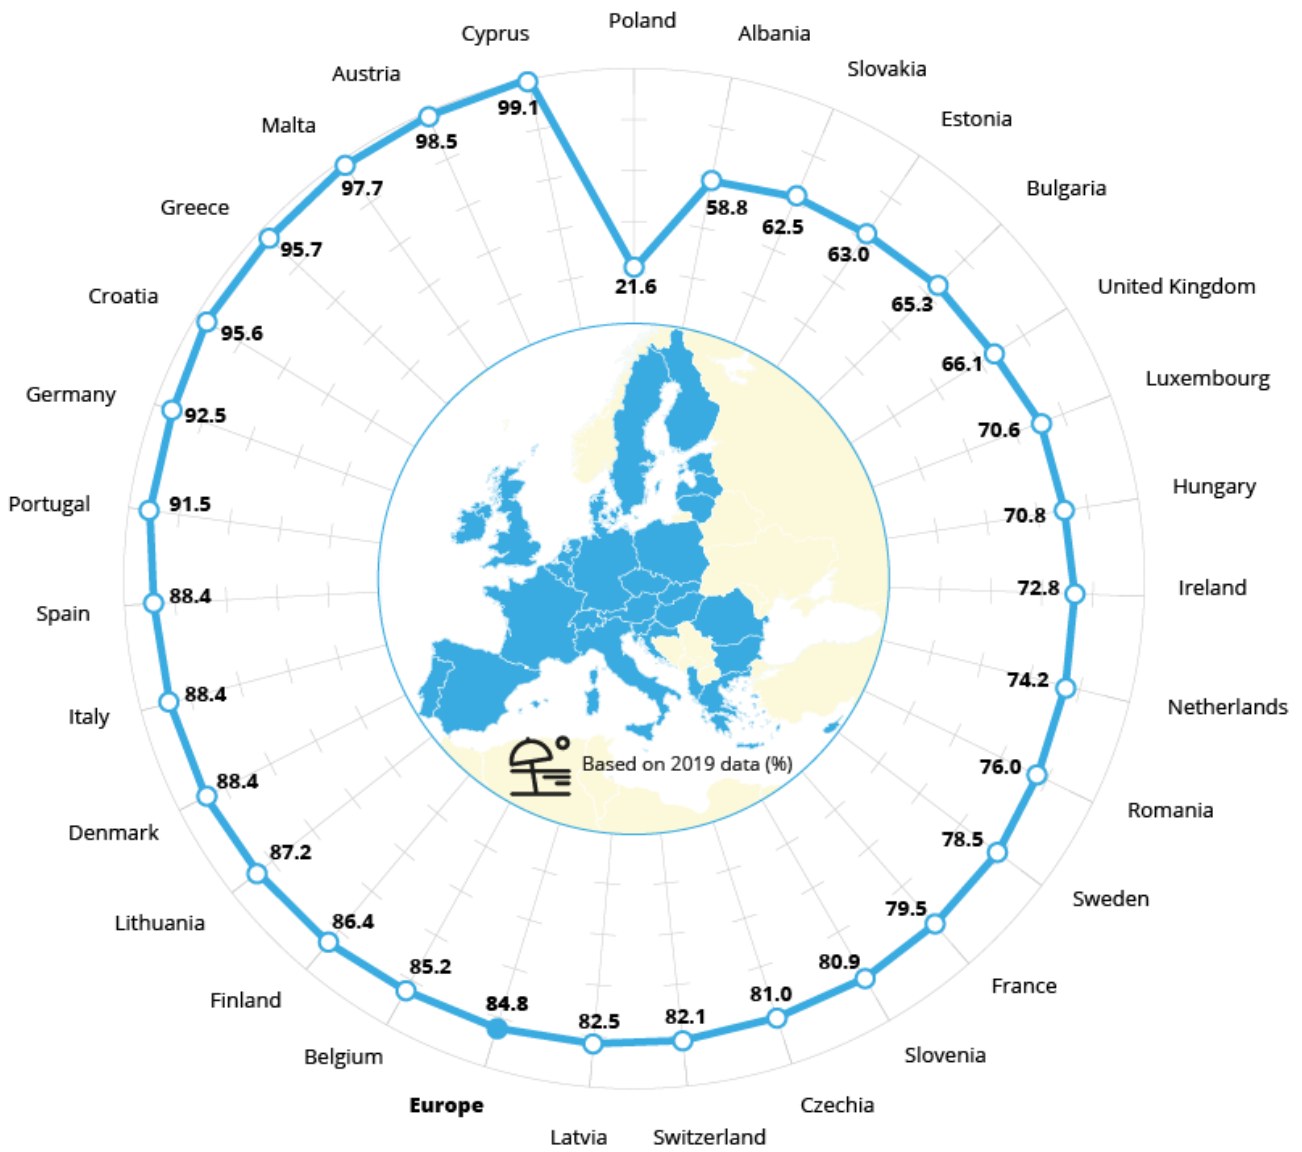 Poland
21.6
Albania
58.8
Slovakia
62.5
Estonia
63.0
Bulgaria
65.3
United Kingdom
66.1
Luxembourg
70.6
Hungary
70.8
Ireland
72.8
Netherlands
74.2
Romania
76.0
Sweden
78.5
France
79.5
Slovenia
80.9
Czechia
81.0
Switzerland
82.1
Latvia
82.5
Europe
84.8
Belgium
85.2
Finland
86.4
Lithuania
87.2
Denmark
88.4
Italy
88.4
Spain
88.4
Portugal
91.5
Germany
92.5
Croatia
95.6
Greece
95.7
Malta
97.7
Austria
98.5
Cyprus
99.1
Based on 2019 data (%)